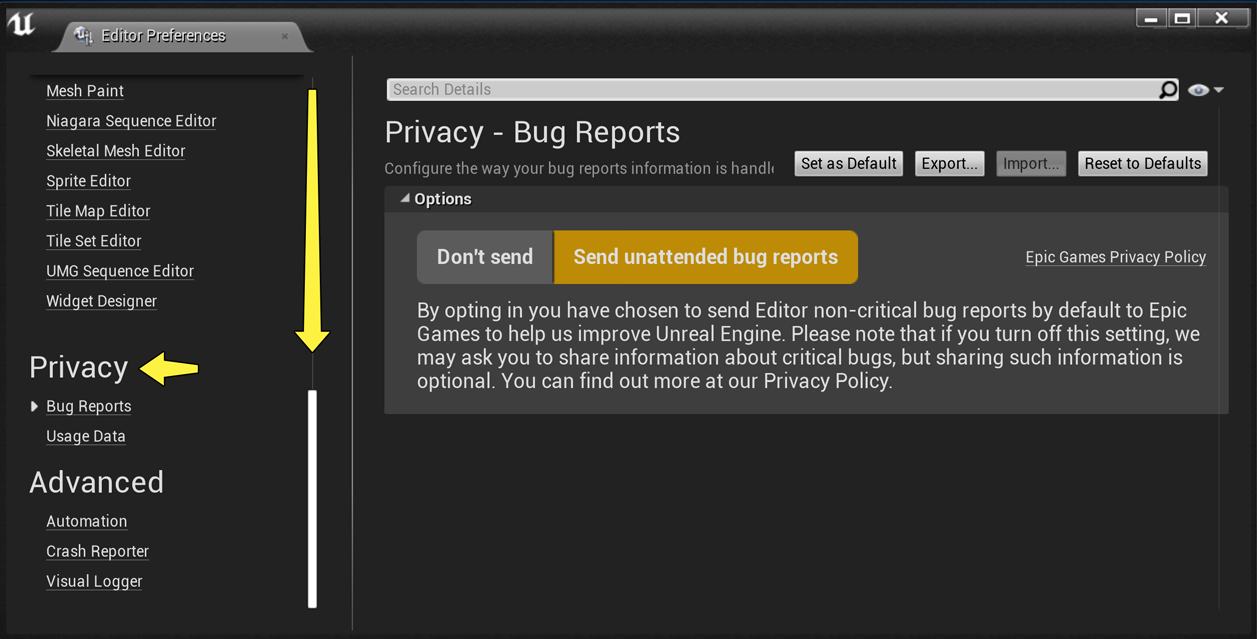 Editor Preferences
Mesh Paint
Niagara Sequence Editor
Skeletal Mesh Editor
Sprite Editor
Tile Map Editor
Tile Set Editor
UMG Sequence Editor
Widget Designer
Privacy
Bug Reports
Usage Data
Advanced
Automation
Crash Reporter
Visual Logger
Search Details
Privacy - Bug Reports
Configure the way your bug reports information is handle
Set as Default Export... Import... Reset to Defaults
Options
Don't send Send unattended bug reports Epic Games Privacy Policy
By opting in you have chosen to send Editor non-critical bug reports by default to Epic
Games to help us improve Unreal Engine. Please note that if you turn off this setting, we
may ask you to share information about critical bugs, but sharing such information is
optional. You can find out more at our Privacy Policy.